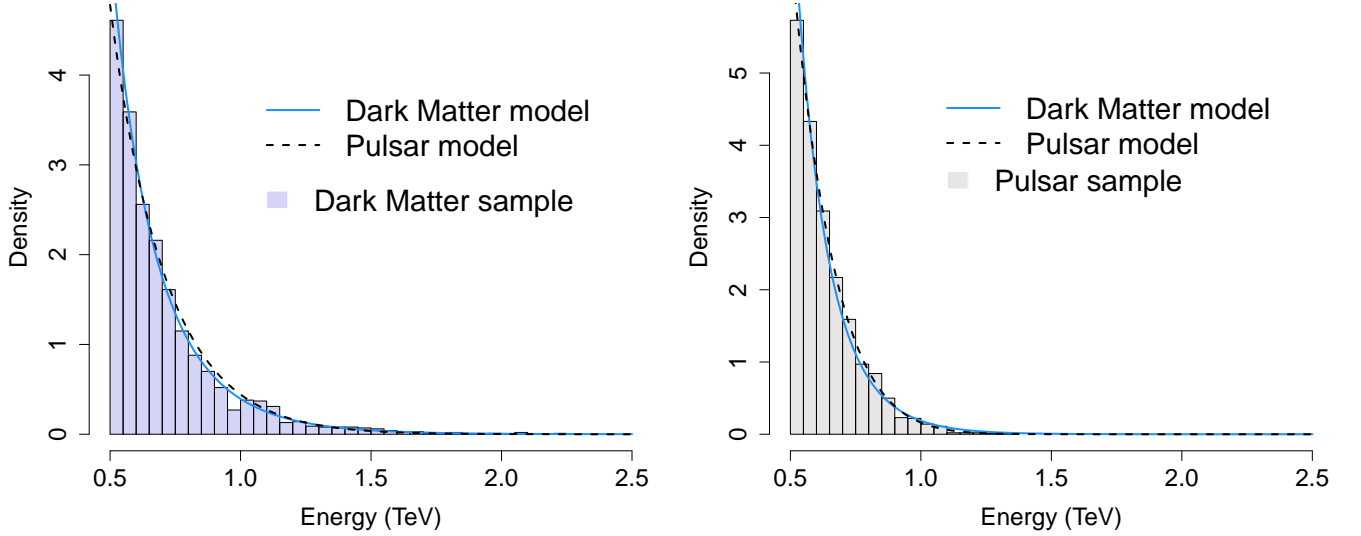 Density
4
3
2
1
0
Dark Matter model
Pulsar model
Dark Matter sample
0.5 1.0 1.5 2.0 2.5
Energy (TeV)
Density
5
4
3
2
1
0
Dark Matter model
Pulsar model
Pulsar sample
0.5 1.0 1.5 2.0 2.5
Energy (TeV)